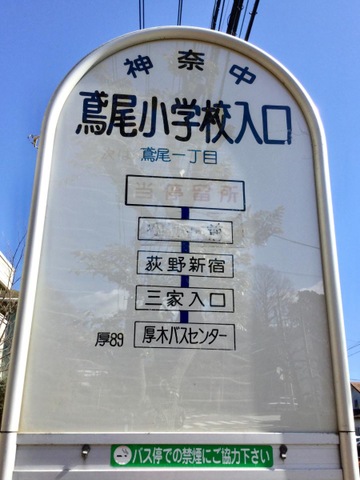 神奈中
鳶尾小学校入口
鳶尾一丁目
当停留所
荻野新宿
三家入口
厚89 厚木バスセンター
バス停での禁煙にご協力下さい